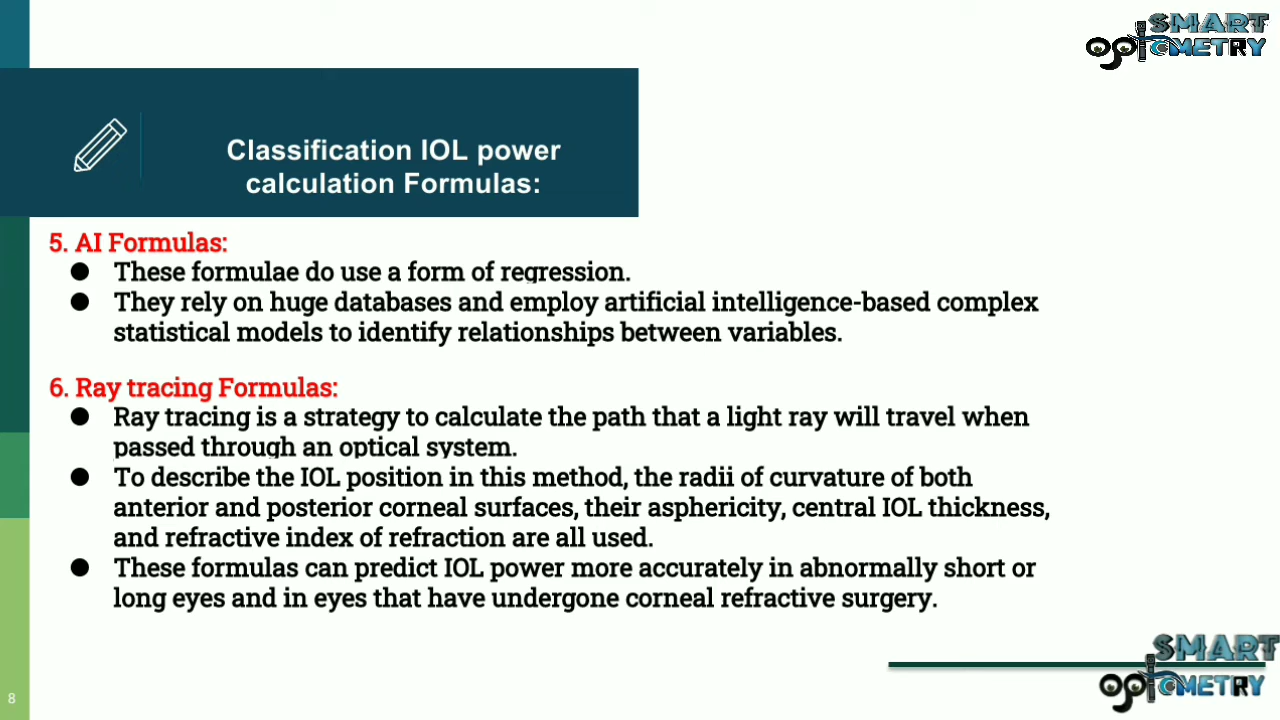 SMART
OPTOMETRY
Classification IOL power
calculation Formulas:
5. AI Formulas:
● These formulae do use a form of regression.
● They rely on huge databases and employ artificial intelligence-based complex
statistical models to identify relationships between variables.
6. Ray tracing Formulas:
● Ray tracing is a strategy to calculate the path that a light ray will travel when
passed through an optical system.
● To describe the IOL position in this method, the radii of curvature of both
anterior and posterior corneal surfaces, their asphericity, central IOL thickness,
and refractive index of refraction are all used.
● These formulas can predict IOL power more accurately in abnormally short or
long eyes and in eyes that have undergone corneal refractive surgery.
SMART
OPTOMETRY
8